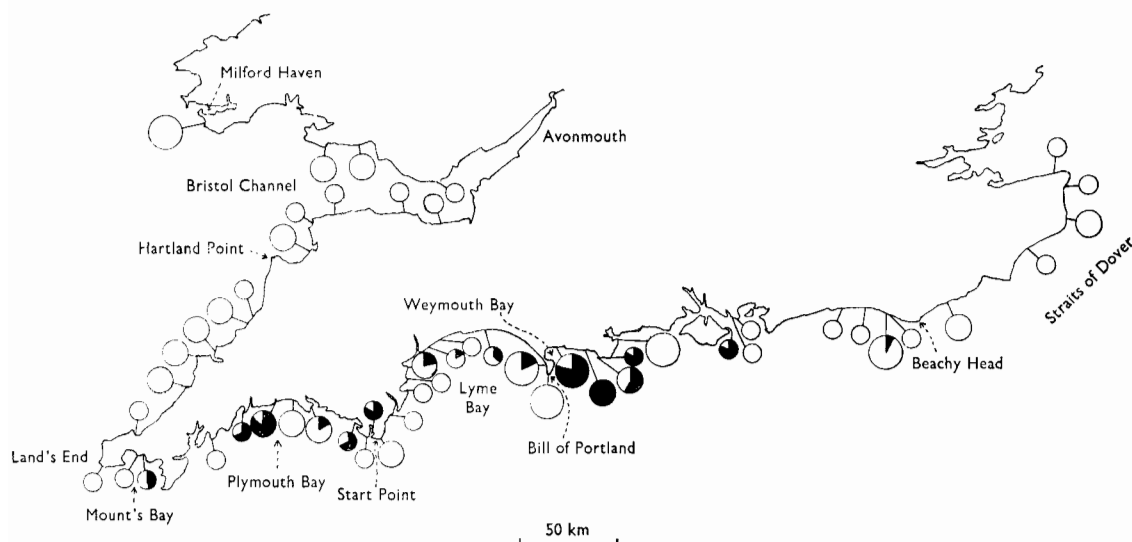 Milford Haven
Avonmouth
Bristol Channel
Hartland Point
Straits of Dover
Weymouth Bay
Beachy Head
Lyme
Bay
Bill of Portland
Land's End
Plymouth Bay
Start Point
Mount's Bay
50 km